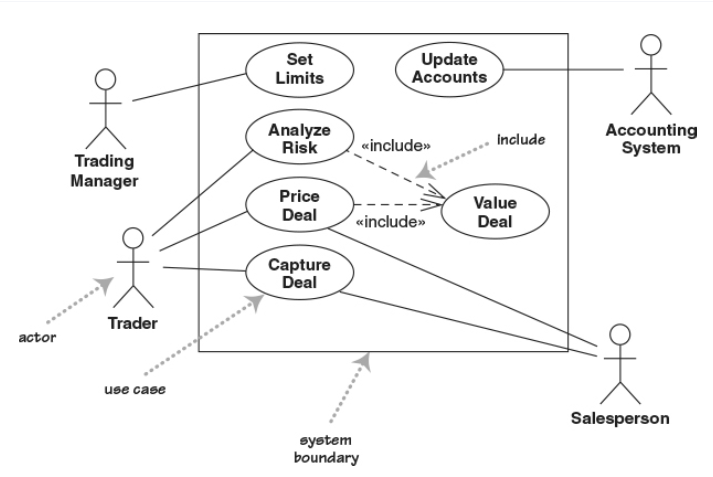 Set
Limits
Update
Accounts
Trading
Manager
Accounting
System
Analyze
Risk
«include»
Include
Price
Deal
«include»
Value
Deal
Capture
Deal
Trader
actor
use case
system
boundary
Salesperson